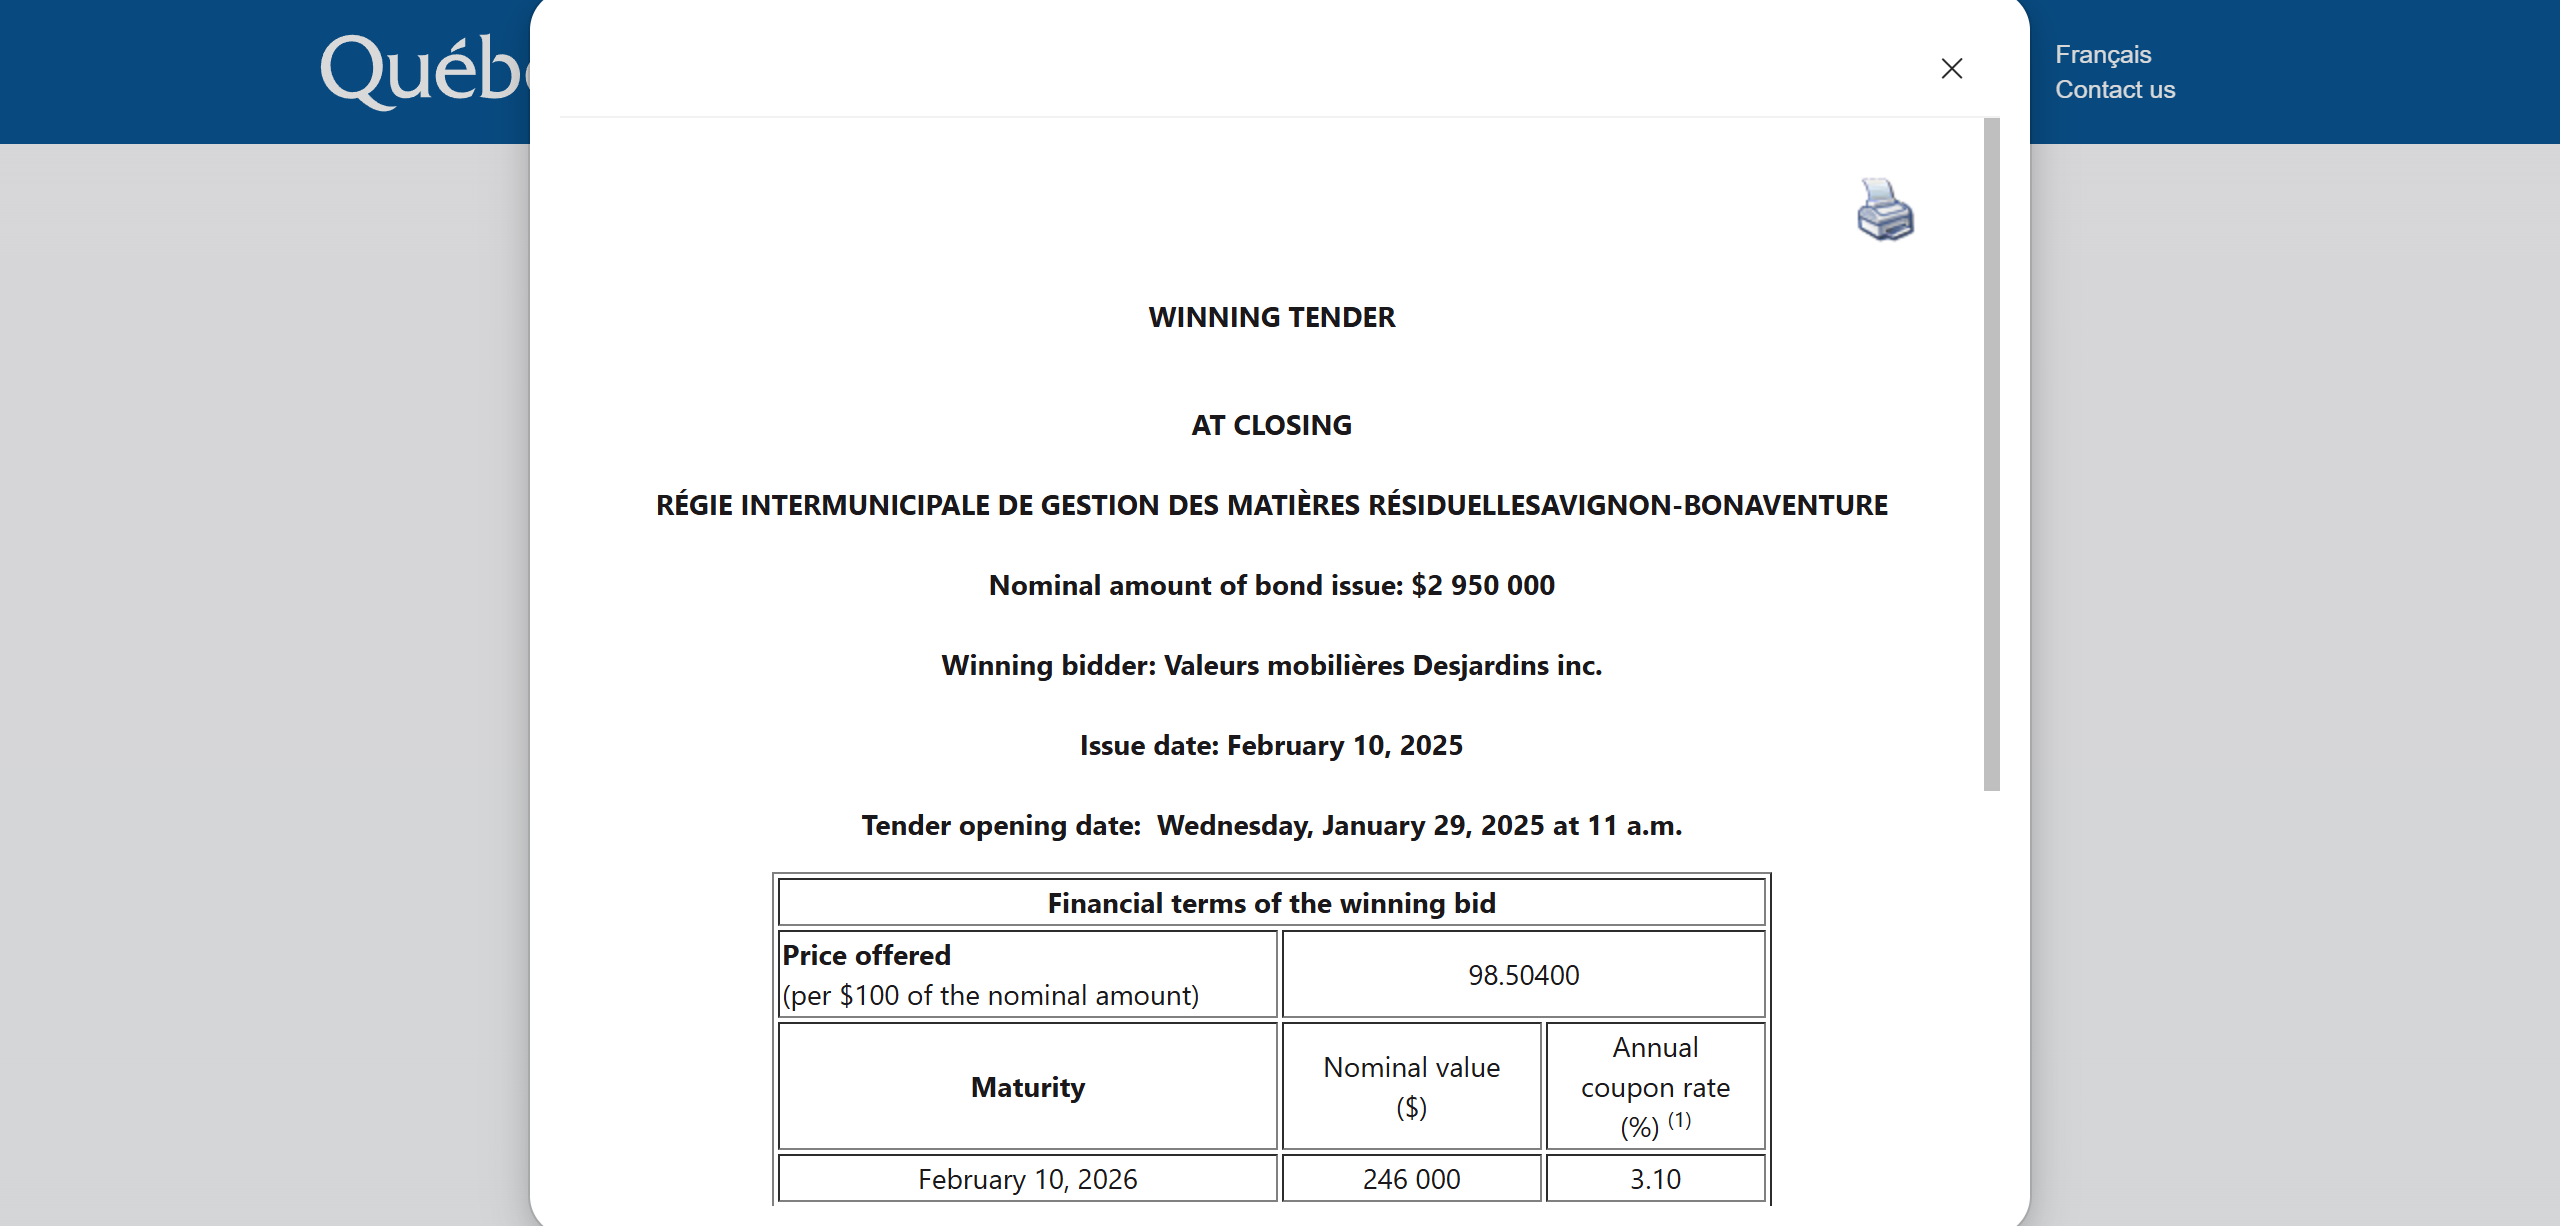 Québ
Français
Contact us
WINNING TENDER
AT CLOSING
RÉGIE INTERMUNICIPALE DE GESTION DES MATIÈRES RÉSIDUELLESAVIGNON-BONAVENTURE
Nominal amount of bond issue: $2 950 000
Winning bidder: Valeurs mobilières Desjardins inc.
Issue date: February 10, 2025
Tender opening date:  Wednesday, January 29, 2025 at 11 a.m.
Financial terms of the winning bid
Price offered
(per $100 of the nominal amount)
98.50400
Maturity
Nominal value
($)
Annual
coupon rate
(%) (1)
February 10, 2026
246 000
3.10